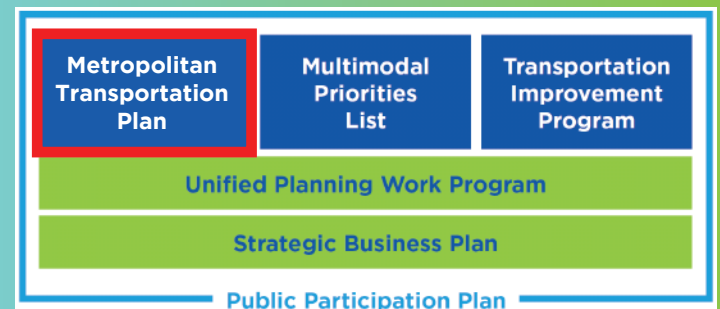 Metropolitan
Transportation
Plan
Multimodal
Priorities
List
Transportation
Improvement
Program
Unified Planning Work Program
Strategic Business Plan
Public Participation Plan